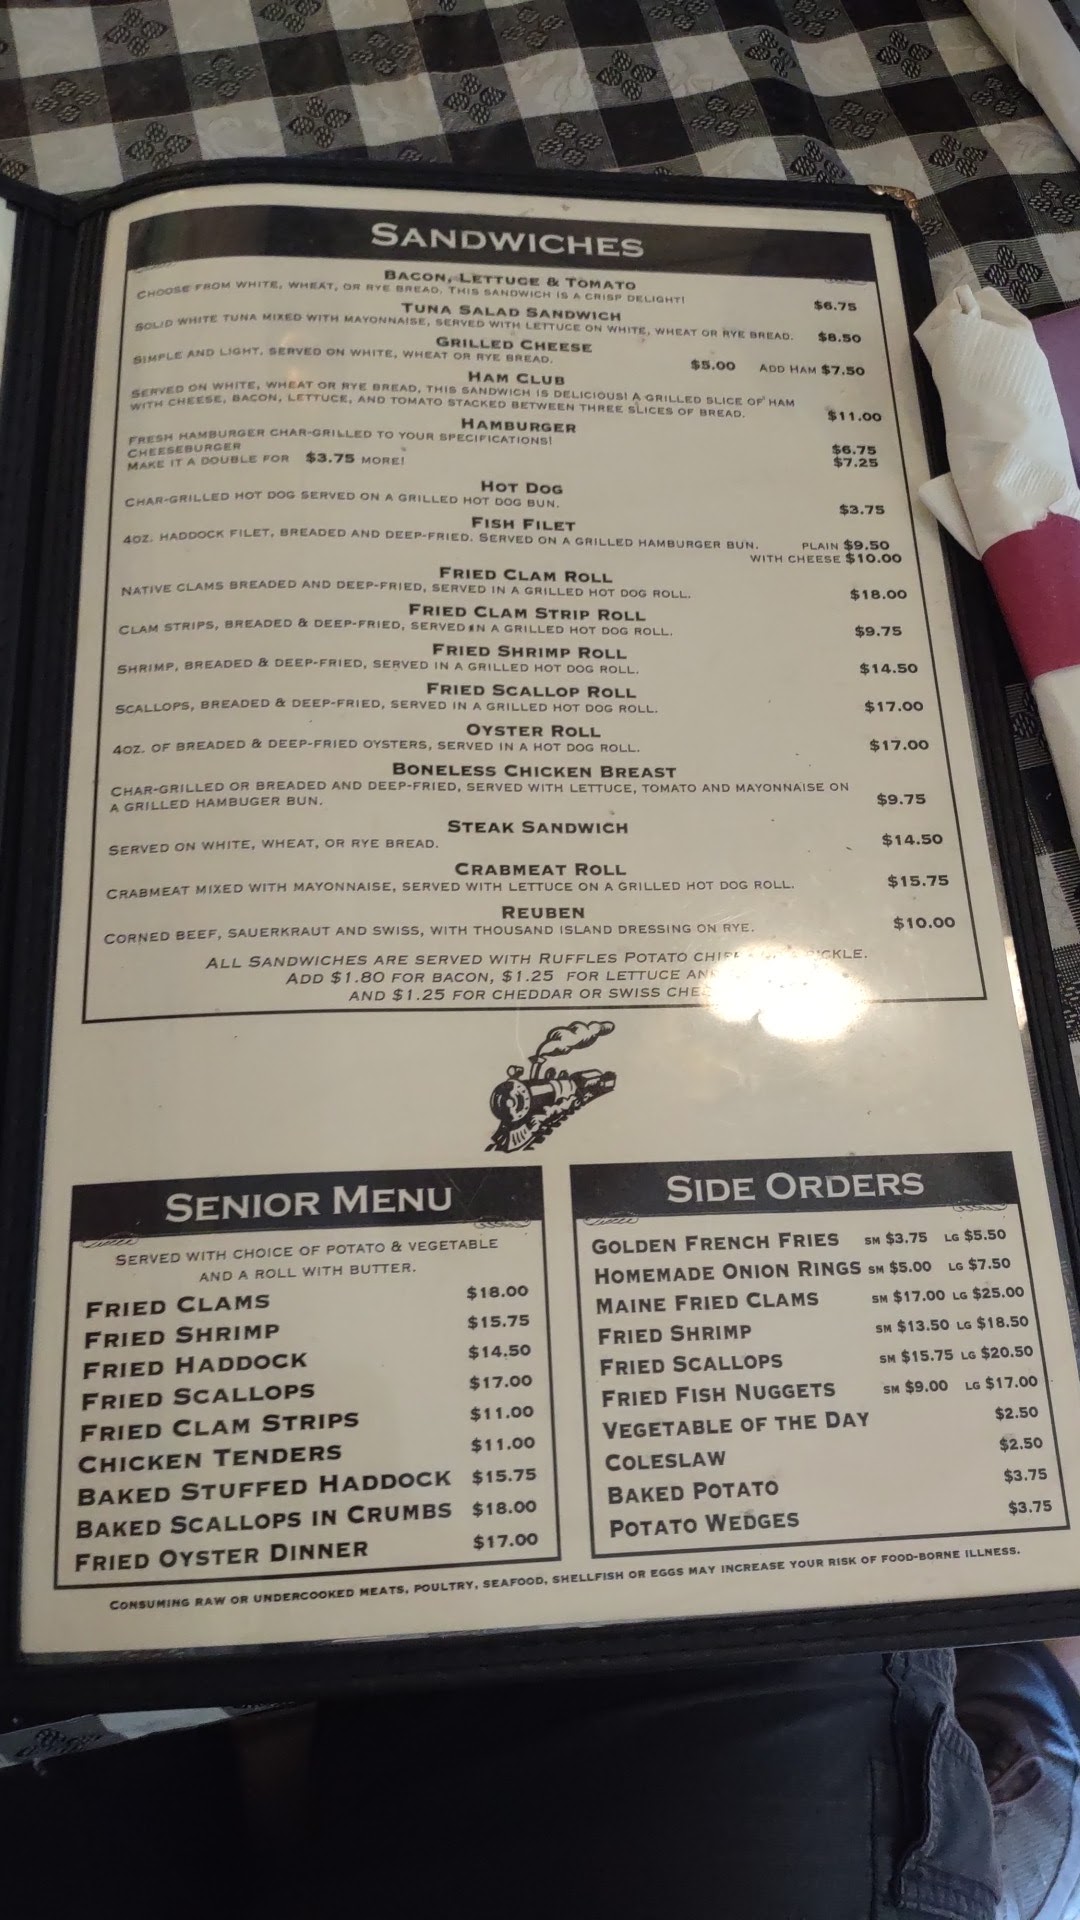 SANDWICHES
BACON, LETTUCE & TOMATO
CHOOSE FROM WHITE, WHEAT, OR RYE BREAD. THIS SANDWICH IS A CRISP DELIGHT! $6.75
TUNA SALAD SANDWICH
SOLID WHITE TUNA MIXED WITH MAYONNAISE, SERVED WITH LETTUCE ON WHITE, WHEAT OR RYE BREAD. $8.50
GRILLED CHEESE
SIMPLE AND LIGHT, SERVED ON WHITE, WHEAT OR RYE BREAD. $5.00 ADD HAM $7.50
HAM CLUB
SERVED ON WHITE, WHEAT OR RYE BREAD, THIS SANDWICH IS DELICIOUS! A GRILLED SLICE OF HAM
WITH CHEESE, BACON, LETTUCE, AND TOMATO STACKED BETWEEN THREE SLICES OF BREAD. $11.00
HAMBURGER
FRESH HAMBURGER CHAR-GRILLED TO YOUR SPECIFICATIONS! $6.75
CHEESEBURGER $7.25
MAKE IT A DOUBLE FOR $3.75 MORE!
HOT DOG
CHAR-GRILLED HOT DOG SERVED ON A GRILLED HOT DOG BUN. $3.75
FISH FILET
4OZ. HADDOCK FILET, BREADED AND DEEP-FRIED. SERVED ON A GRILLED HAMBURGER BUN. PLAIN $9.50
WITH CHEESE $10.00
FRIED CLAM ROLL
NATIVE CLAMS BREADED AND DEEP-FRIED, SERVED IN A GRILLED HOT DOG ROLL. $18.00
FRIED CLAM STRIP ROLL
CLAM STRIPS, BREADED & DEEP-FRIED, SERVED IN A GRILLED HOT DOG ROLL. $9.75
FRIED SHRIMP ROLL
SHRIMP, BREADED & DEEP-FRIED, SERVED IN A GRILLED HOT DOG ROLL. $14.50
FRIED SCALLOP ROLL
SCALLOPS, BREADED & DEEP-FRIED, SERVED IN A GRILLED HOT DOG ROLL. $17.00
OYSTER ROLL
4OZ. OF BREADED & DEEP-FRIED OYSTERS, SERVED IN A HOT DOG ROLL. $17.00
BONELESS CHICKEN BREAST
CHAR-GRILLED OR BREADED AND DEEP-FRIED, SERVED WITH LETTUCE, TOMATO AND MAYONNAISE ON
A GRILLED HAMBUGER BUN. $9.75
STEAK SANDWICH
SERVED ON WHITE, WHEAT, OR RYE BREAD. $14.50
CRABMEAT ROLL
CRABMEAT MIXED WITH MAYONNAISE, SERVED WITH LETTUCE ON A GRILLED HOT DOG ROLL. $15.75
REUBEN
CORNED BEEF, SAUERKRAUT AND SWISS, WITH THOUSAND ISLAND DRESSING ON RYE. $10.00
ALL SANDWICHES ARE SERVED WITH RUFFLES POTATO
ADD $1.80 FOR BACON, $1.25 FOR LETTUCE
AND $1.25 FOR CHEDDAR OR SWISS
SENIOR MENU
SERVED WITH CHOICE OF POTATO & VEGETABLE
AND A ROLL WITH BUTTER.
FRIED CLAMS $18.00
FRIED SHRIMP $15.75
FRIED HADDOCK $14.50
FRIED SCALLOPS $17.00
FRIED CLAM STRIPS $11.00
CHICKEN TENDERS $11.00
BAKED STUFFED HADDOCK $15.75
BAKED SCALLOPS IN CRUMBS $18.00
FRIED OYSTER DINNER $17.00
SIDE ORDERS
GOLDEN FRENCH FRIES SM $3.75 LG $5.50
HOMEMADE ONION RINGS SM $5.00 LG $7.50
MAINE FRIED CLAMS SM $17.00 LG $25.00
FRIED SHRIMP SM $13.50 LG $18.50
FRIED SCALLOPS SM $15.75 LG $20.50
FRIED FISH NUGGETS SM $9.00 LG $17.00
VEGETABLE OF THE DAY $2.50
COLESLAW $2.50
BAKED POTATO $3.75
POTATO WEDGES $3.75
CONSUMING RAW OR UNDERCOOKED MEATS, POULTRY, SEAFOOD, SHELLFISH OR EGGS MAY INCREASE YOUR RISK OF FOOD-BORNE ILLNESS.